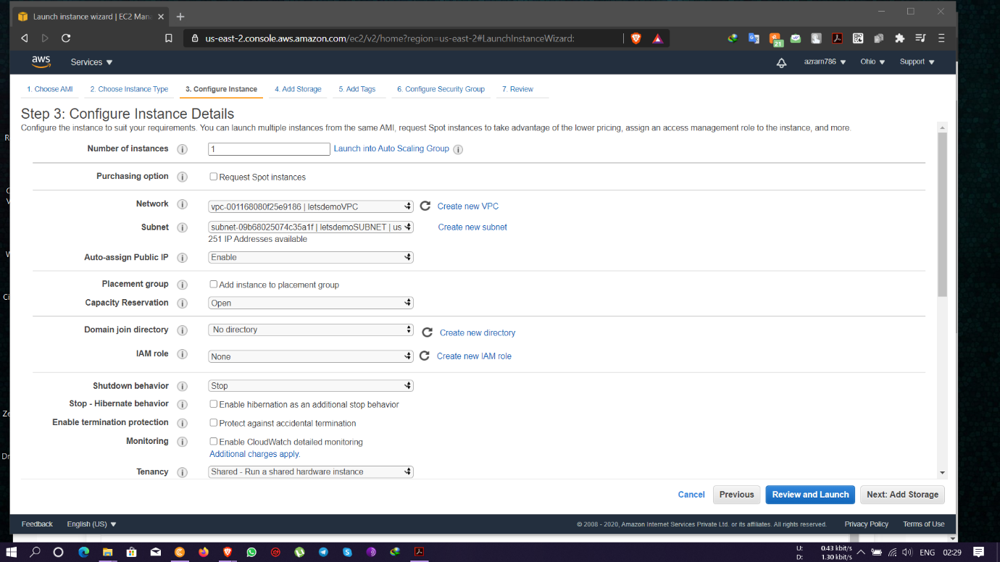 Launch instance wizard | EC2 Man
us-east-2.console.aws.amazon.com/ec2/v2/home?region=us-east-2#LaunchInstanceWizard:
21
aws
Services
azram786
Ohio
Support
1. Choose AMI
2. Choose Instance Type
3. Configure Instance
4. Add Storage
5. Add Tags
6. Configure Security Group
7. Review
Step 3: Configure Instance Details
Configure the instance to suit your requirements. You can launch multiple instances from the same AMI, request Spot instances to take advantage of the lower pricing, assign an access management role to the instance, and more.
Number of instances
1
Launch into Auto Scaling Group
Purchasing option
Request Spot instances
Network
vpc-001168080f25e9186 | letsdemoVPC
Create new VPC
Subnet
subnet-09b68025074c35a1f | letsdemoSUBNET | us
Create new subnet
251 IP Addresses available
Auto-assign Public IP
Enable
Placement group
Add instance to placement group
Capacity Reservation
Open
Domain join directory
No directory
Create new directory
IAM role
None
Create new IAM role
Shutdown behavior
Stop
Stop - Hibernate behavior
Enable hibernation as an additional stop behavior
Enable termination protection
Protect against accidental termination
Monitoring
Enable CloudWatch detailed monitoring
Additional charges apply.
Tenancy
Shared - Run a shared hardware instance
Cancel
Previous
Review and Launch
Next: Add Storage
Feedback
English (US)
© 2008 - 2020, Amazon Internet Services Private Ltd. or its affiliates. All rights reserved.
Privacy Policy
Terms of Use
U: 0.43 kbit/s
D: 1.30 kbit/s
ENG
02:29